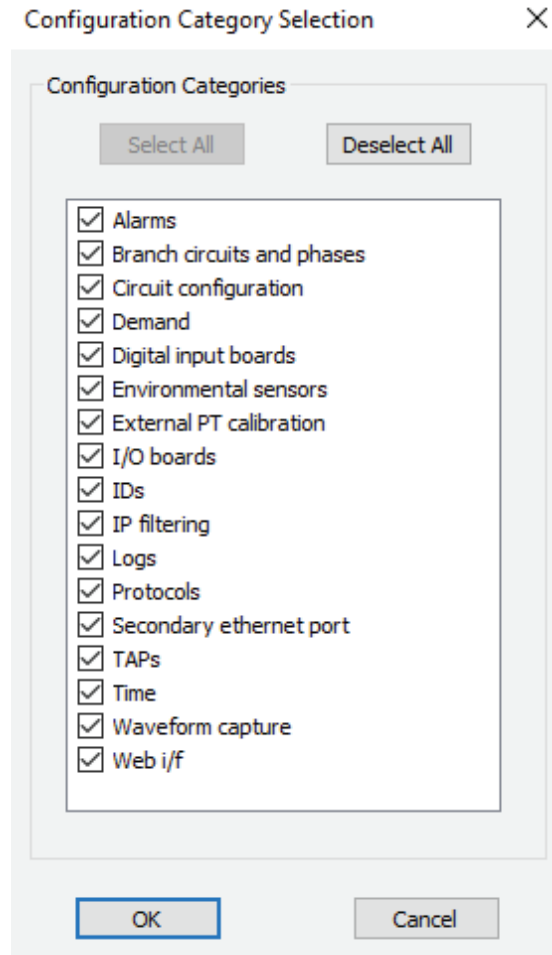 Configuration Category Selection
Configuration Categories
Select All
Deselect All
Alarms
Branch circuits and phases
Circuit configuration
Demand
Digital input boards
Environmental sensors
External PT calibration
I/O boards
IDs
IP filtering
Logs
Protocols
Secondary ethernet port
TAPs
Time
Waveform capture
Web i/f
OK
Cancel